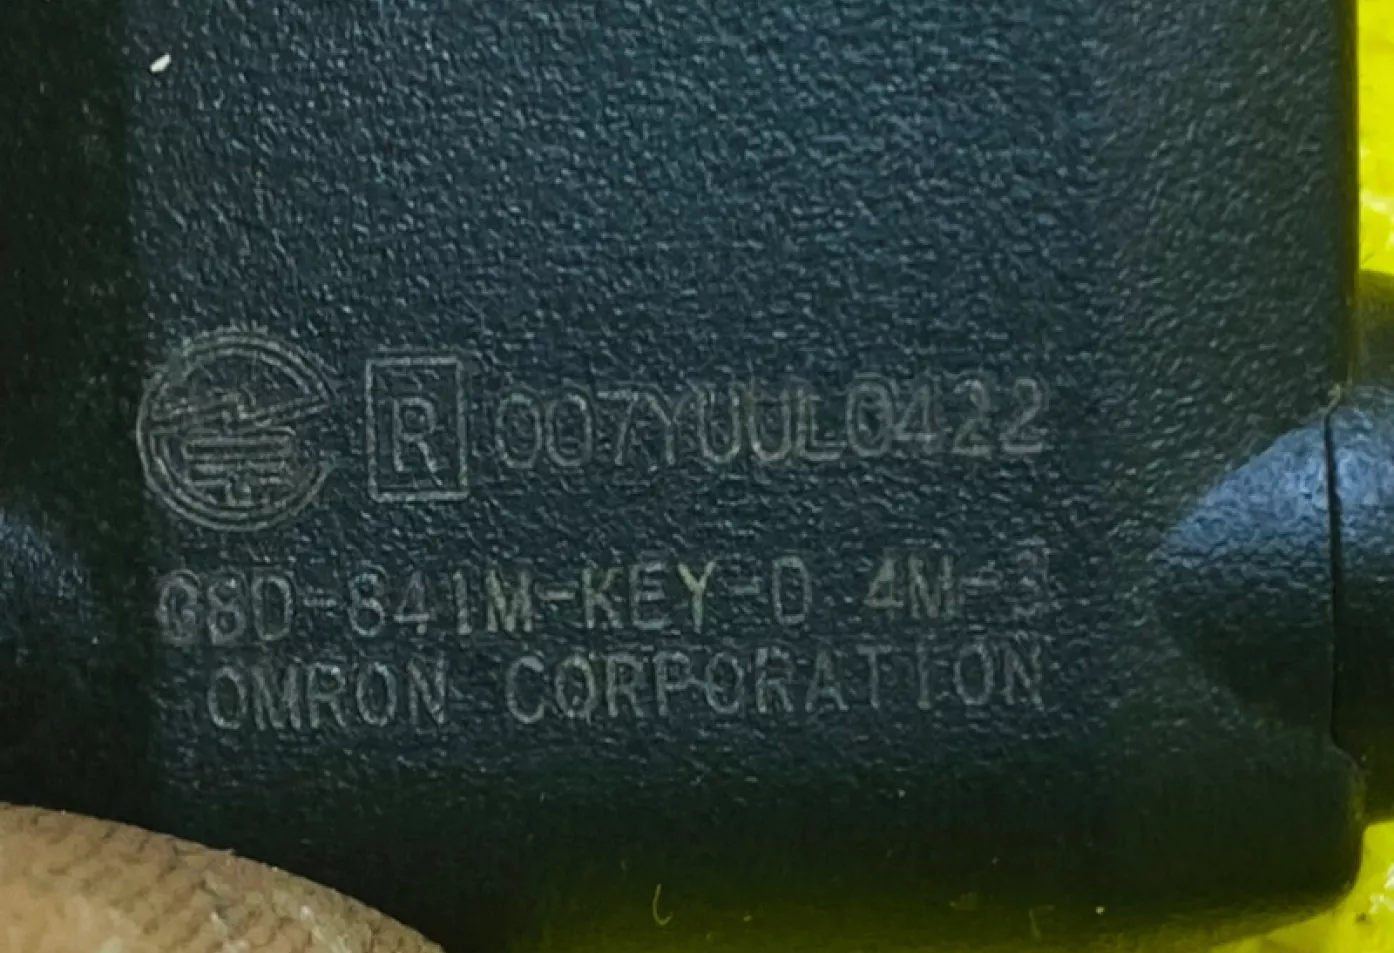 R 007YUUL0422
G8D-841M-KEY-D 4M-3
OMRON CORPORATION